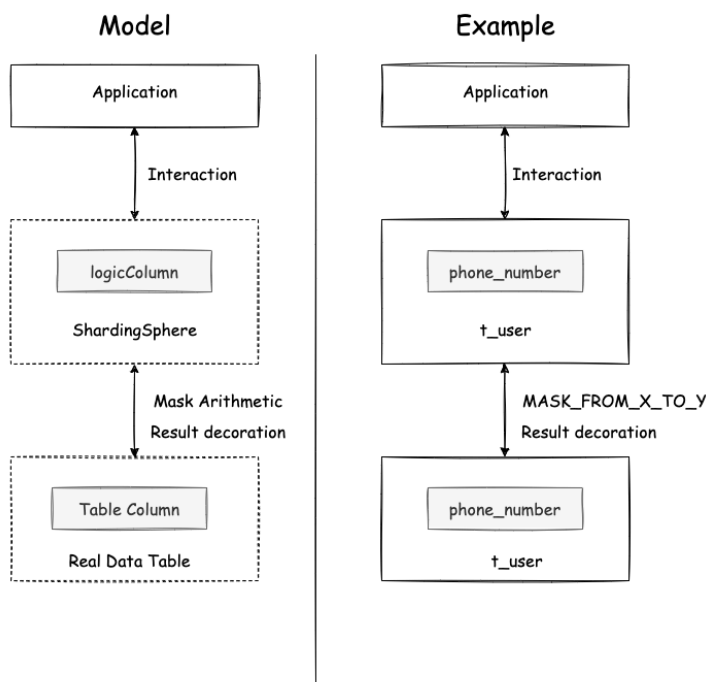 Model
Application
Interaction
logicColumn
ShardingSphere
Mask Arithmetic
Result decoration
Table Column
Real Data Table
Example
Application
Interaction
phone_number
t_user
MASK_FROM_X_TO_Y
Result decoration
phone_number
t_user